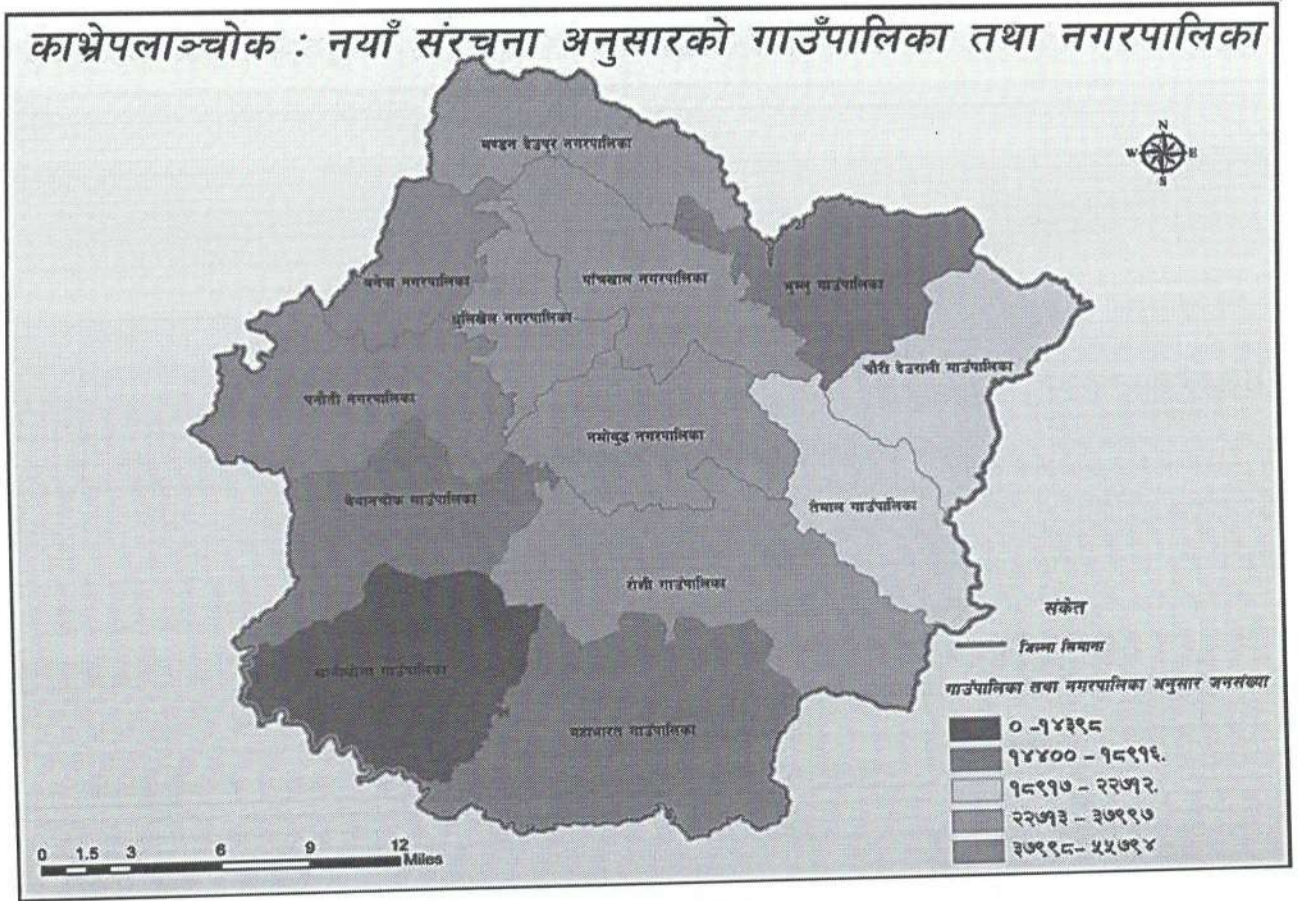 काभ्रेपलाञ्चोक : नयाँ संरचना अनुसारको गाउँपालिका तथा नगरपालिका
N
W E
S
मण्डन देउपुर नगरपालिका
बनेपा नगरपालिका
पांचखाल नगरपालिका
भुम्लु गाउँपालिका
धुलिखेल नगरपालिका
चौरी देउराली गाउँपालिका
पनौती नगरपालिका
नमोबुद्ध नगरपालिका
बेथानचोक गाउँपालिका
तेमाल गाउँपालिका
रोशी गाउँपालिका
खानीखोला गाउँपालिका
महाभारत गाउँपालिका
संकेत
जिल्ला सिमाना
गाउँपालिका तथा नगरपालिका अनुसार जनसंख्या
० -१४३९८
१४४०० - १८९१६.
१८९१७ - २२७१२.
२२७१३ - ३७९९७
३७९९८- ५५७९४
0 1.5 3 6 9 12
Miles